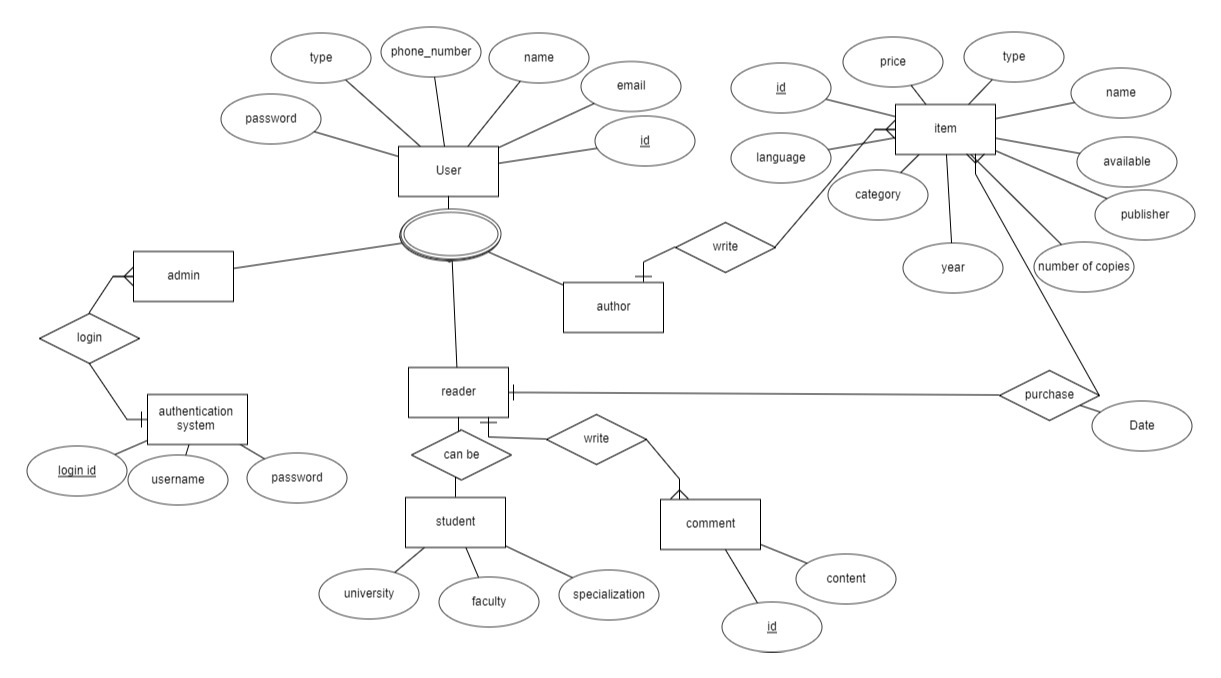 phone_number
type
name
email
password
id
User
price
type
id
name
item
language
available
category
publisher
write
year
number of copies
admin
author
login
reader
purchase
authentication
system
Date
write
can be
login id
username
password
student
comment
university
faculty
specialization
content
id